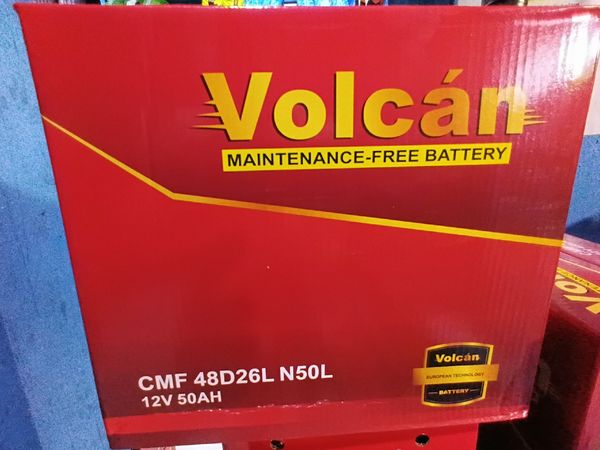 Volcán
MAINTENANCE-FREE BATTERY
CMF 48D26L N50L
12V 50AH
Volcán
EUROPEAN TECHNOLOGY
BATTERY